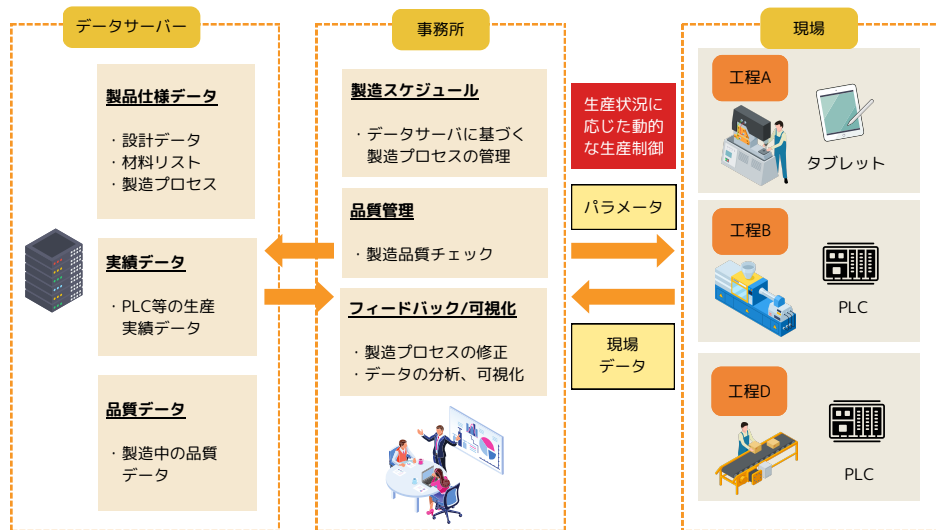 データサーバー
製品仕様データ
・設計データ
・材料リスト
・製造プロセス
実績データ
・PLC等の生産
実績データ
品質データ
・製造中の品質
データ
事務所
製造スケジュール
・データサーバに基づく
製造プロセスの管理
品質管理
・製造品質チェック
フィードバック/可視化
・製造プロセスの修正
・データの分析、可視化
生産状況に
応じた動的
な生産制御
パラメータ
現場
データ
現場
工程A
タブレット
工程B
PLC
工程D
PLC